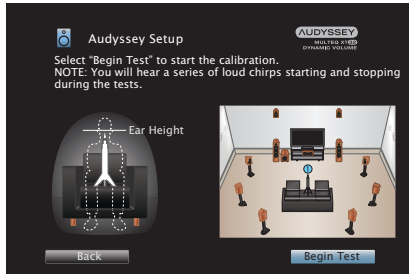 Audyssey Setup
AUDYSSEY
MULTEQ XT32
DYNAMIC VOLUME
Select “Begin Test” to start the calibration.
NOTE: You will hear a series of loud chirps starting and stopping
during the tests.
Ear Height
Back
Begin Test